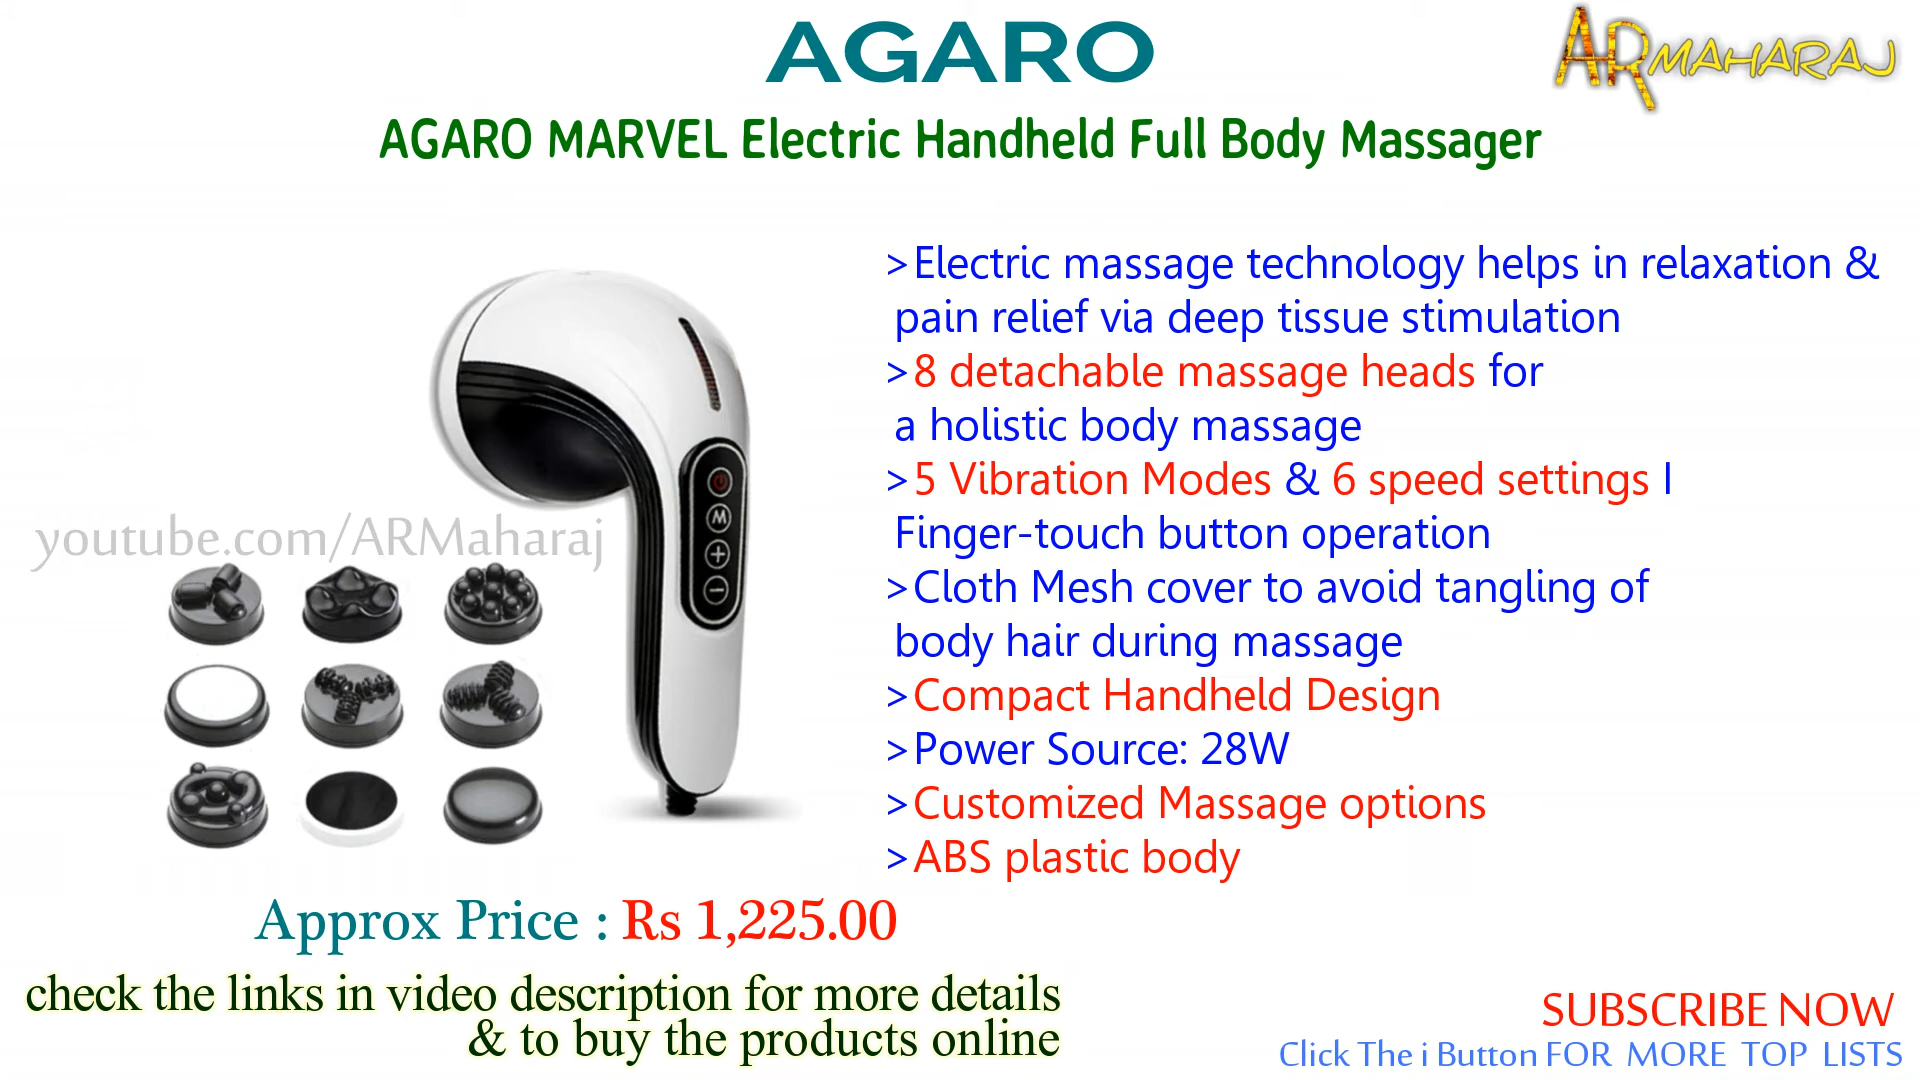 AGARO
ARMAHARAJ
AGARO MARVEL Electric Handheld Full Body Massager
>Electric massage technology helps in relaxation &
pain relief via deep tissue stimulation
>8 detachable massage heads for
a holistic body massage
>5 Vibration Modes & 6 speed settings I
Finger-touch button operation
>Cloth Mesh cover to avoid tangling of
body hair during massage
>Compact Handheld Design
>Power Source: 28W
>Customized Massage options
>ABS plastic body
M
+
−
youtube.com/ARMaharaj
Approx Price : Rs 1,225.00
check the links in video description for more details
& to buy the products online
SUBSCRIBE NOW
Click The i Button FOR MORE TOP LISTS